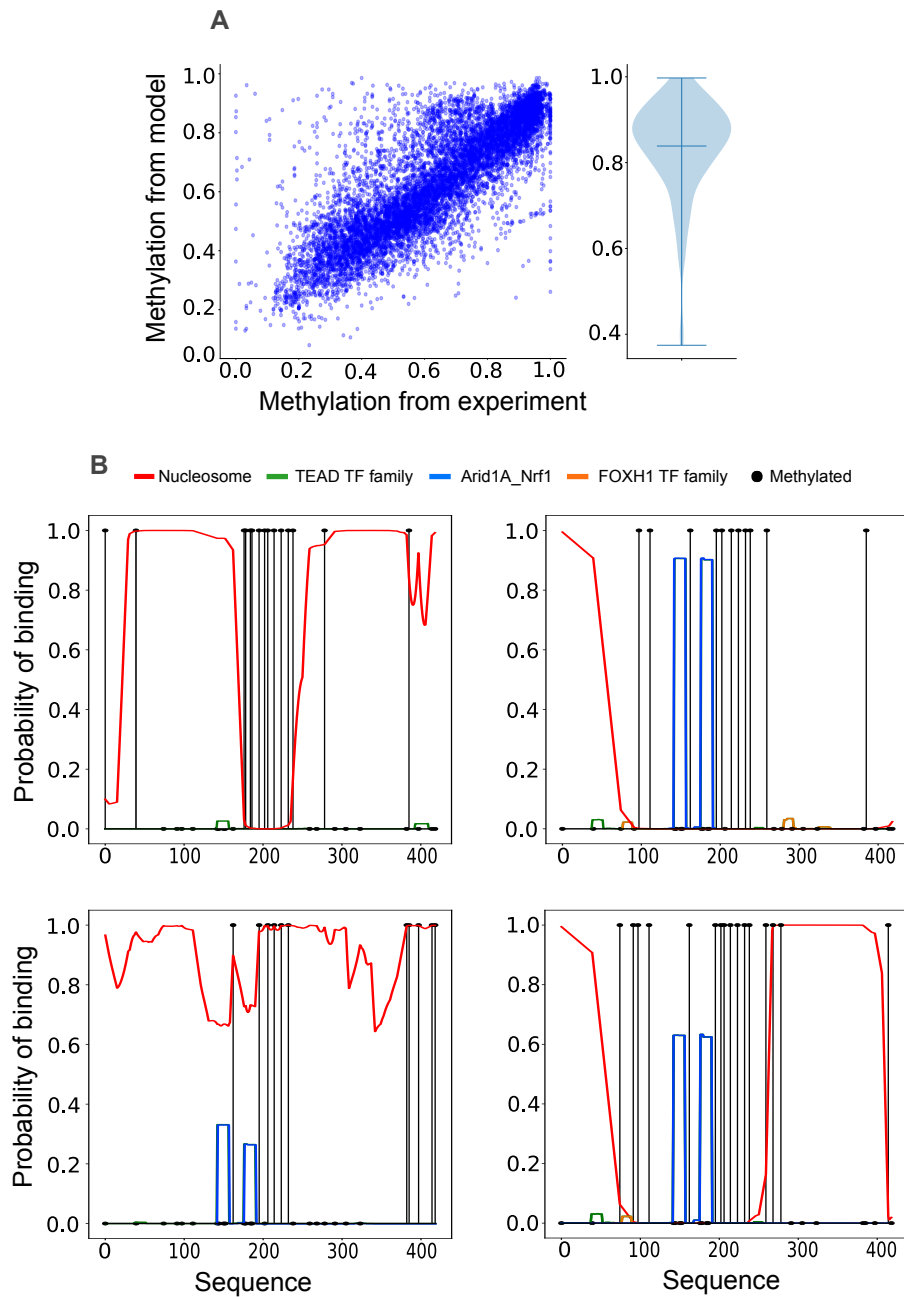 A
1.0
0.8
0.6
0.4
0.2
0.0
0.0 0.2 0.4 0.6 0.8 1.0
Methylation from model
Methylation from experiment
1.0
0.8
0.6
0.4
B
Nucleosome TEAD TF family Arid1A_Nrf1 FOXH1 TF family Methylated
Probability of binding
1.0
0.8
0.6
0.4
0.2
0.0
0 100 200 300 400
1.0
0.8
0.6
0.4
0.2
0.0
0 100 200 300 400
Probability of binding
1.0
0.8
0.6
0.4
0.2
0.0
0 100 200 300 400
Sequence
1.0
0.8
0.6
0.4
0.2
0.0
0 100 200 300 400
Sequence